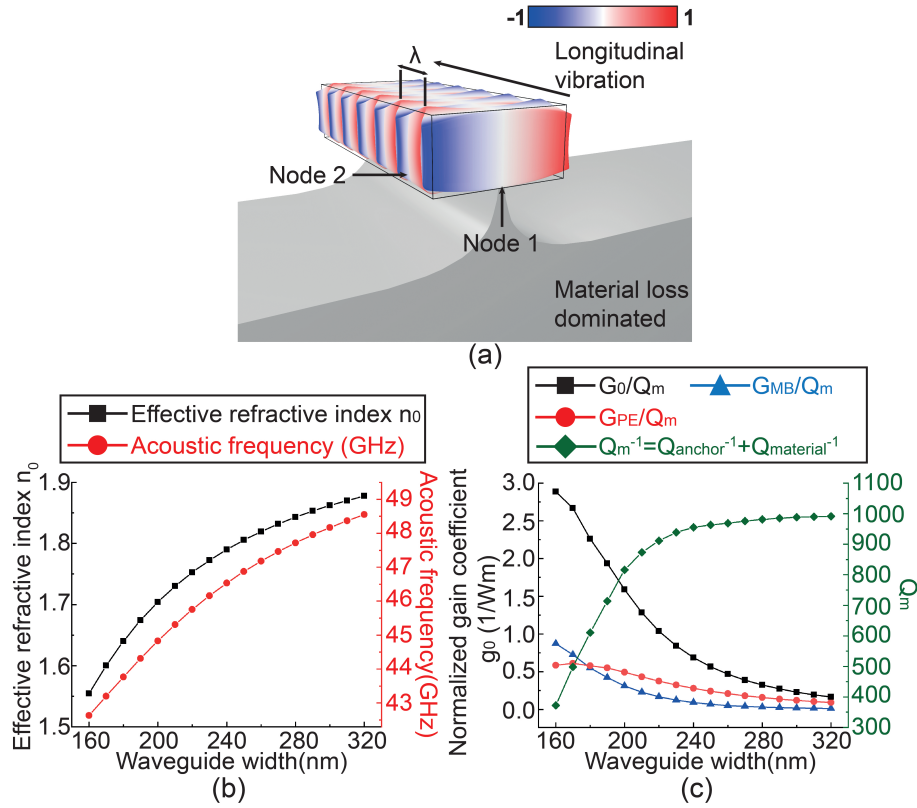 -1 1
Longitudinal
vibration
λ
Node 2
Node 1
Material loss
dominated
(a)
Effective refractive index n₀
Acoustic frequency (GHz)
Effective refractive index n₀
1.9
1.8
1.7
1.6
1.5
49
48
47
46
45
44
43
Acoustic frequency(GHz)
160 200 240 280 320
Waveguide width(nm)
(b)
G₀/Qₘ G_MB/Qₘ
G_PE/Qₘ
Qₘ⁻¹=Q_anchor⁻¹+Q_material⁻¹
Normalized gain coefficient
g₀ (1/Wm)
3.0
2.5
2.0
1.5
1.0
0.5
0.0
1100
1000
900
800
700
600
500
400
300
Qₘ
160 200 240 280 320
Waveguide width(nm)
(c)